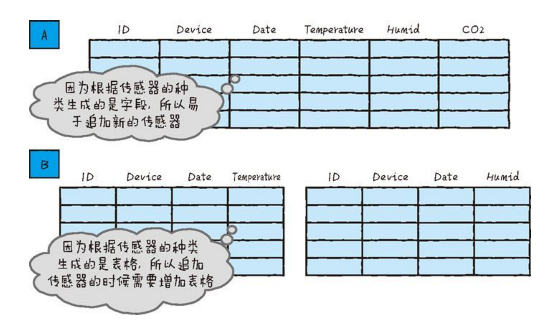 A
ID Device Date Temperature Humid CO2
因为根据传感器的种
类生成的是字段，所以易
于追加新的传感器
B
ID Device Date Temperature ID Device Date Humid
因为根据传感器的种类
生成的是表格，所以追加
传感器的时候需要增加表格